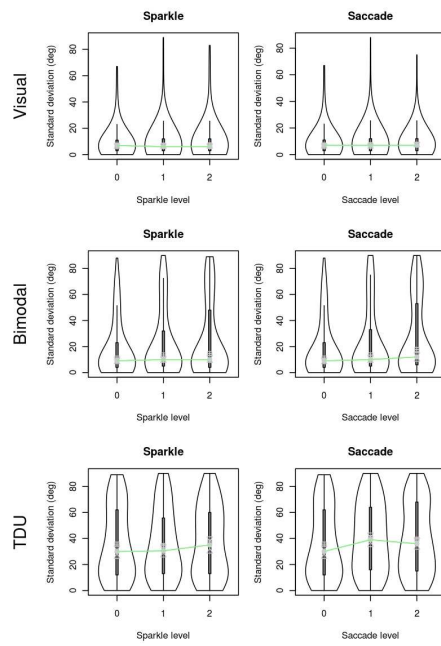 Visual
Sparkle
Standard deviation (deg)
0 20 40 60 80
0 1 2
Sparkle level
Saccade
Standard deviation (deg)
0 20 40 60 80
0 1 2
Saccade level
Bimodal
Sparkle
Standard deviation (deg)
0 20 40 60 80
0 1 2
Sparkle level
Saccade
Standard deviation (deg)
0 20 40 60 80
0 1 2
Saccade level
TDU
Sparkle
Standard deviation (deg)
0 20 40 60 80
0 1 2
Sparkle level
Saccade
Standard deviation (deg)
0 20 40 60 80
0 1 2
Saccade level